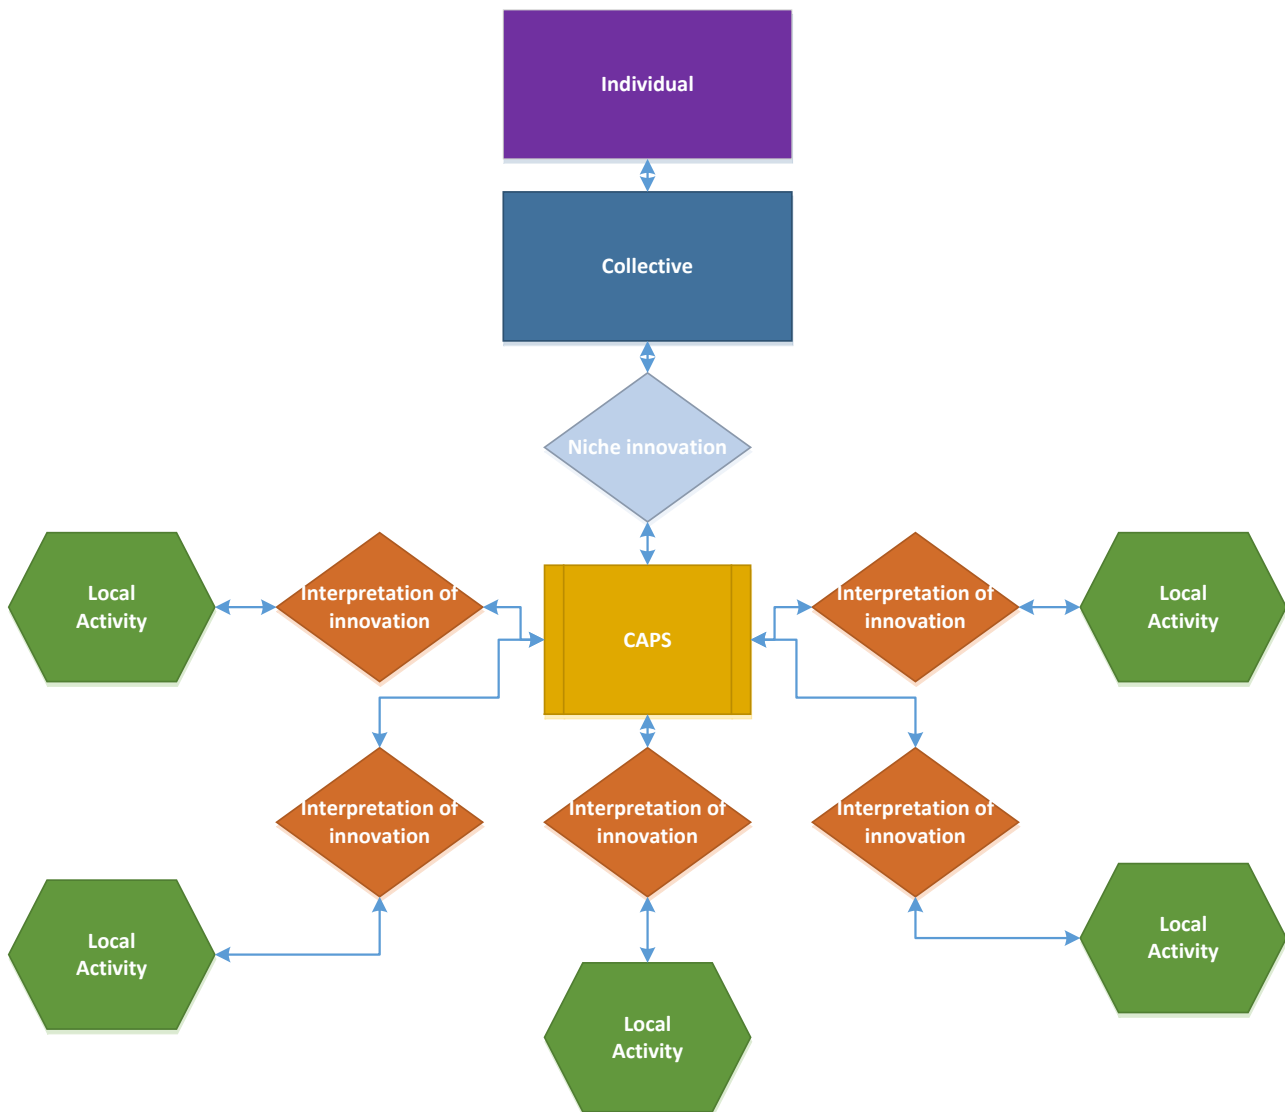 Individual
Collective
Niche innovation
Local
Activity
Interpretation of
innovation
CAPS
Interpretation of
innovation
Local
Activity
Interpretation of
innovation
Interpretation of
innovation
Interpretation of
innovation
Local
Activity
Local
Activity
Local
Activity